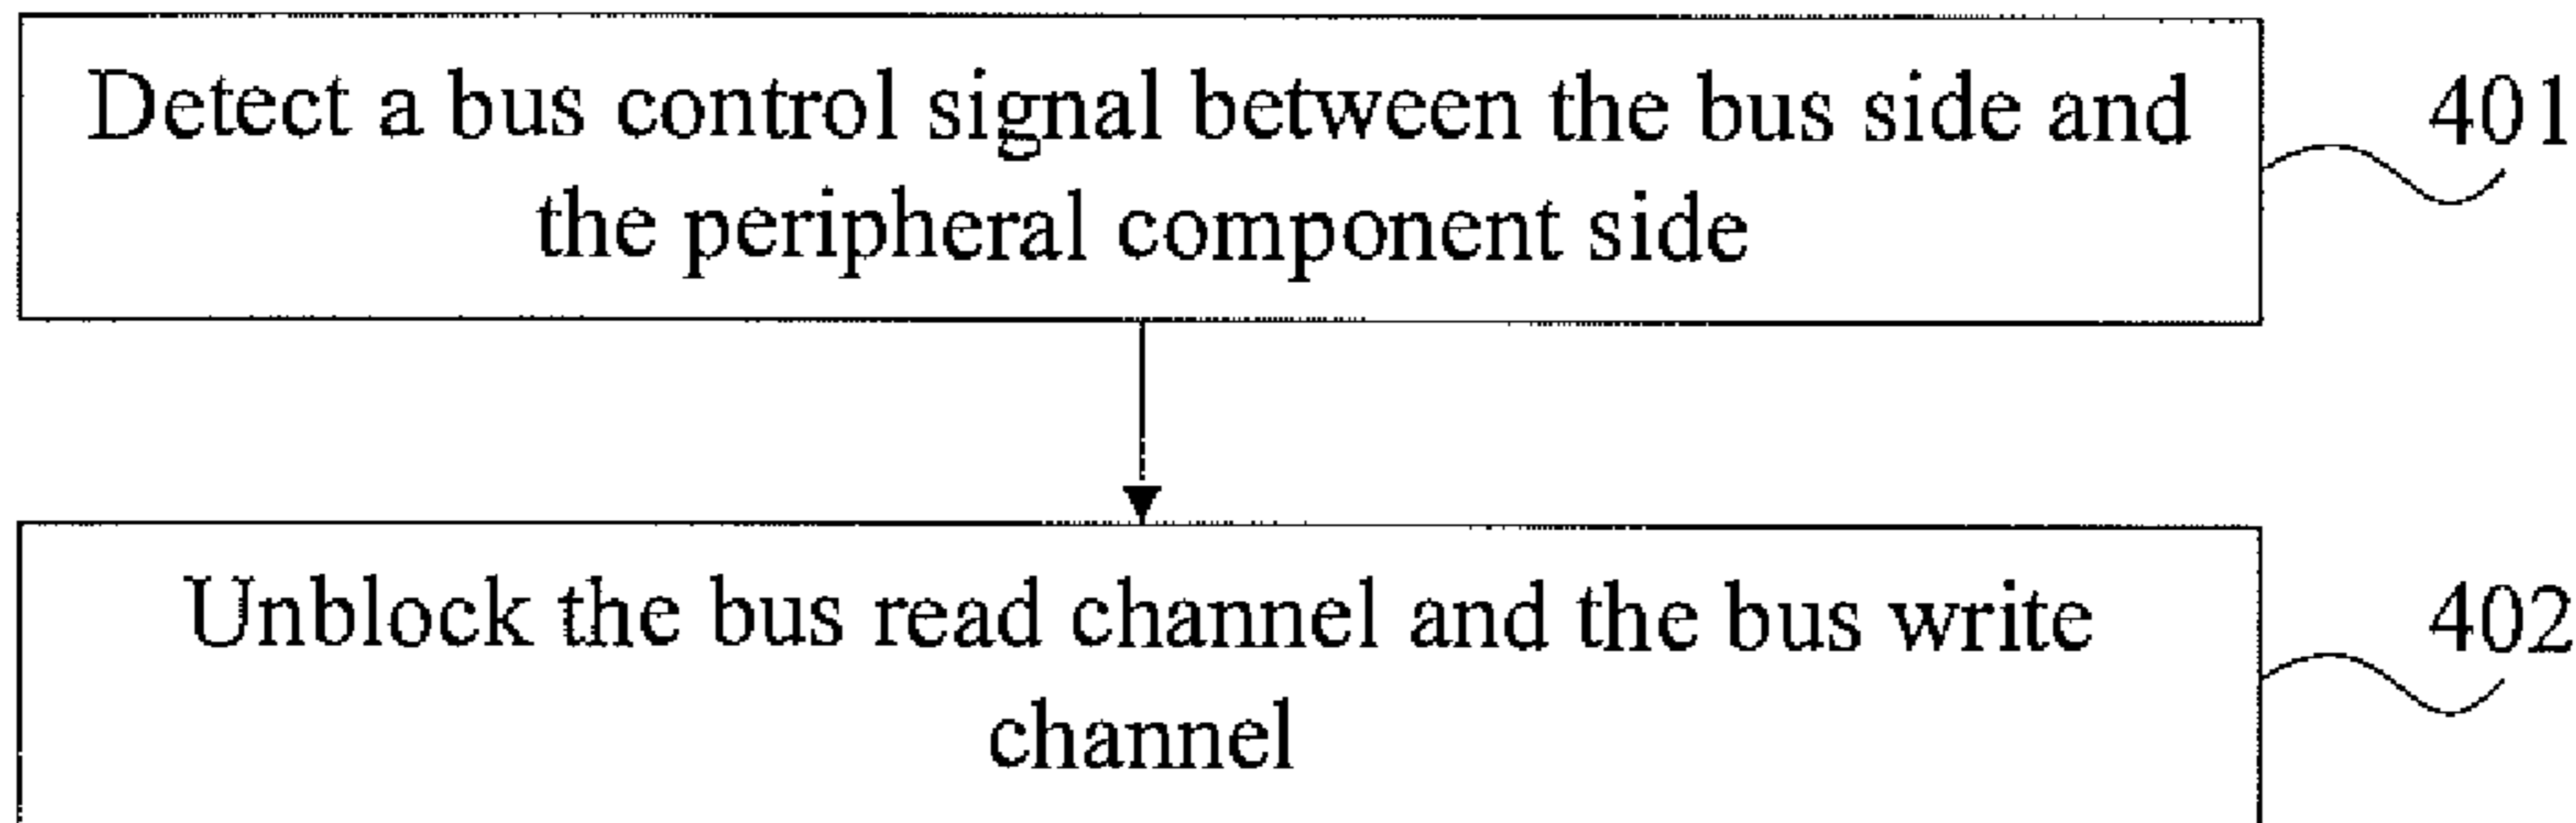 Detect a bus control signal between the bus side and
the peripheral component side
401
Unblock the bus read channel and the bus write
channel
402